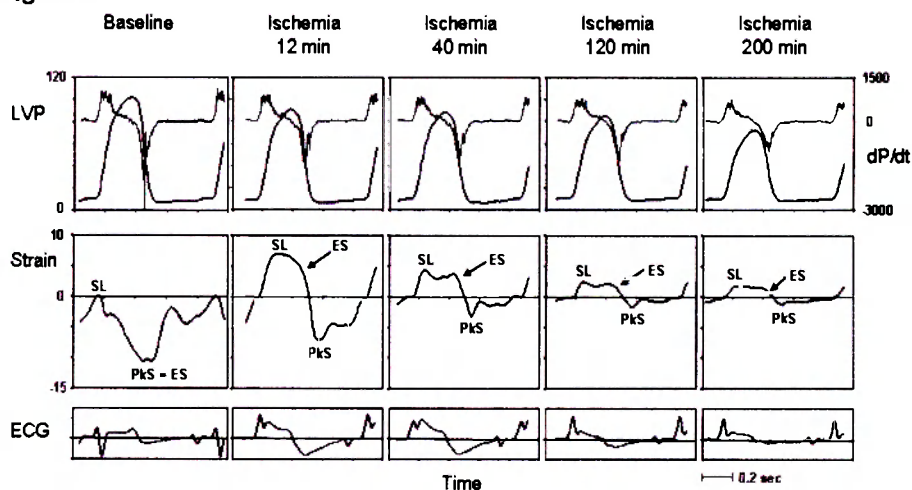 Baseline
Ischemia
12 min
Ischemia
40 min
Ischemia
120 min
Ischemia
200 min
LVP
120
0
1500
0
dP/dt
-3000
Strain
10
0
-15
SL
PkS = ES
SL
ES
PkS
SL
ES
PkS
SL
ES
PkS
SL
ES
PkS
ECG
Time
0.2 sec